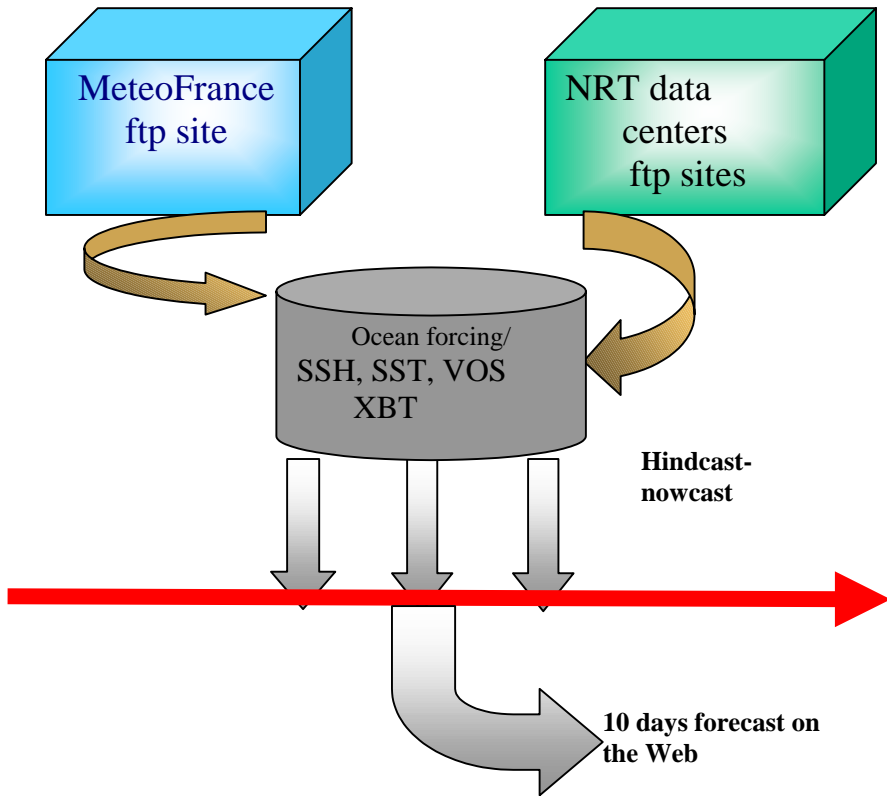 MeteoFrance
ftp site
NRT data
centers
ftp sites
Ocean forcing/
SSH, SST, VOS
XBT
Hindcast-
nowcast
10 days forecast on
the Web